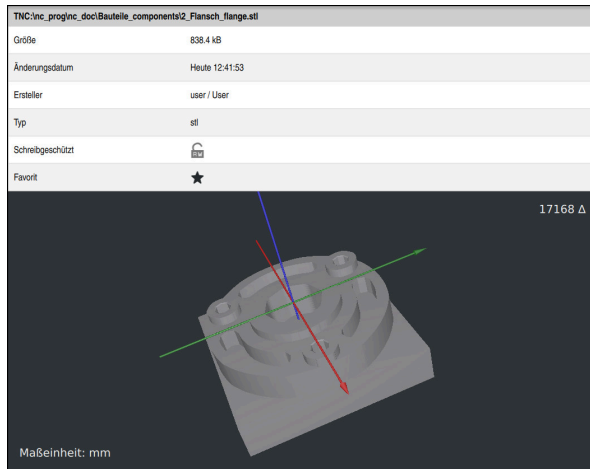 TNC:\nc_prog\nc_doc\Bauteile_components\2_Flansch_flange.stl
Größe 838.4 kB
Änderungsdatum Heute 12:41:53
Ersteller user / User
Typ stl
Schreibgeschützt
Favorit
17168 Δ
Maßeinheit: mm